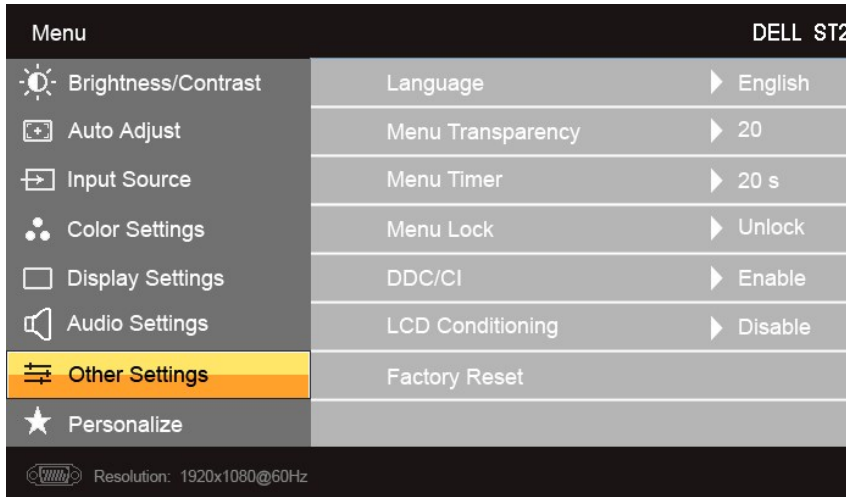 Menu DELL ST2
Brightness/Contrast Language English
Auto Adjust Menu Transparency 20
Input Source Menu Timer 20 s
Color Settings Menu Lock Unlock
Display Settings DDC/CI Enable
Audio Settings LCD Conditioning Disable
Other Settings Factory Reset
Personalize
Resolution: 1920x1080@60Hz